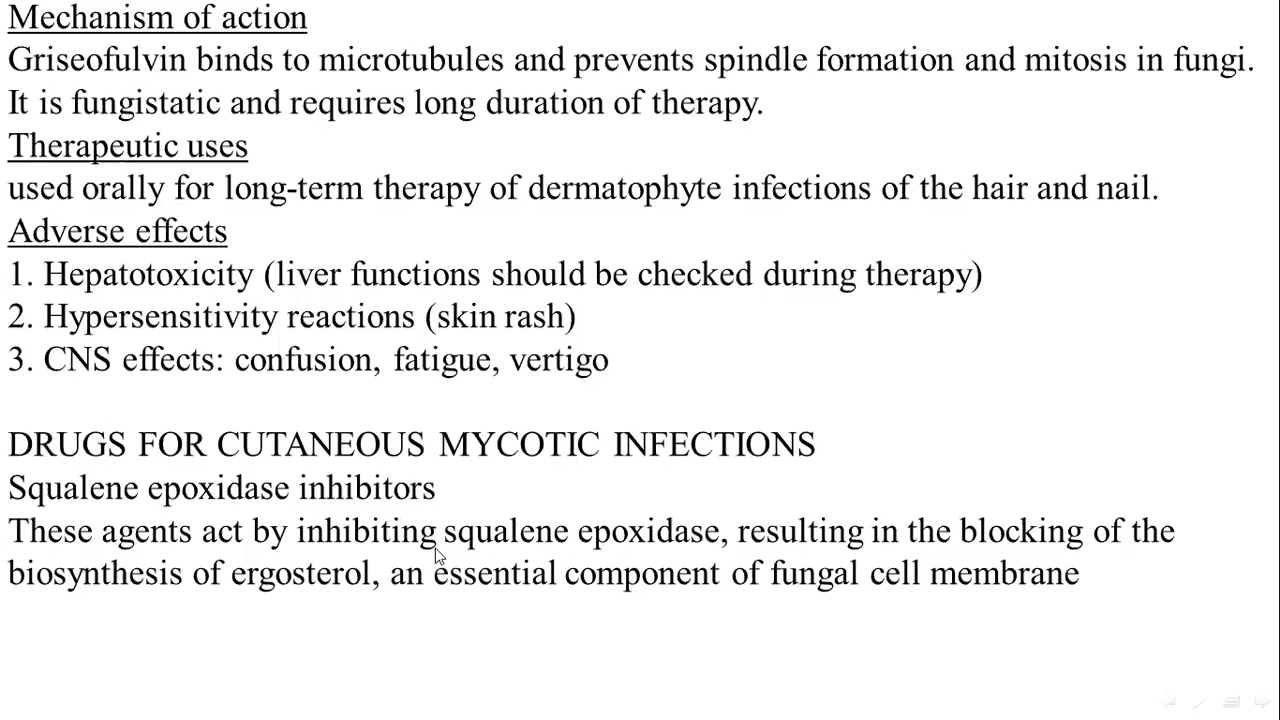 Mechanism of action
Griseofulvin binds to microtubules and prevents spindle formation and mitosis in fungi.
It is fungistatic and requires long duration of therapy.
Therapeutic uses
used orally for long-term therapy of dermatophyte infections of the hair and nail.
Adverse effects
1. Hepatotoxicity (liver functions should be checked during therapy)
2. Hypersensitivity reactions (skin rash)
3. CNS effects: confusion, fatigue, vertigo
DRUGS FOR CUTANEOUS MYCOTIC INFECTIONS
Squalene epoxidase inhibitors
These agents act by inhibiting squalene epoxidase, resulting in the blocking of the
biosynthesis of ergosterol, an essential component of fungal cell membrane